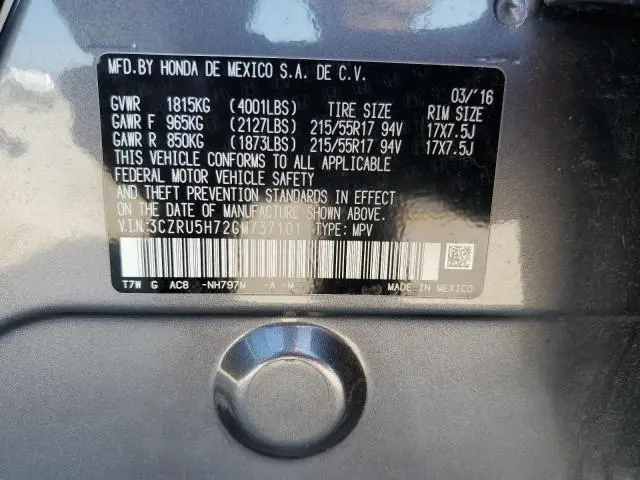 MFD.BY HONDA DE MEXICO S.A. DE C.V.
03/'16
GVWR 1815KG (4001LBS) TIRE SIZE RIM SIZE
GAWR F 965KG (2127LBS) 215/55R17 94V 17X7.5J
GAWR R 850KG (1873LBS) 215/55R17 94V 17X7.5J
THIS VEHICLE CONFORMS TO ALL APPLICABLE
FEDERAL MOTOR VEHICLE SAFETY
AND THEFT PREVENTION STANDARDS IN EFFECT
ON THE DATE OF MANUFACTURE SHOWN ABOVE.
V.I.N:3CZRU5H72GM737101 TYPE: MPV
T7W G AC8 -NH797M -A -M MADE IN MEXICO